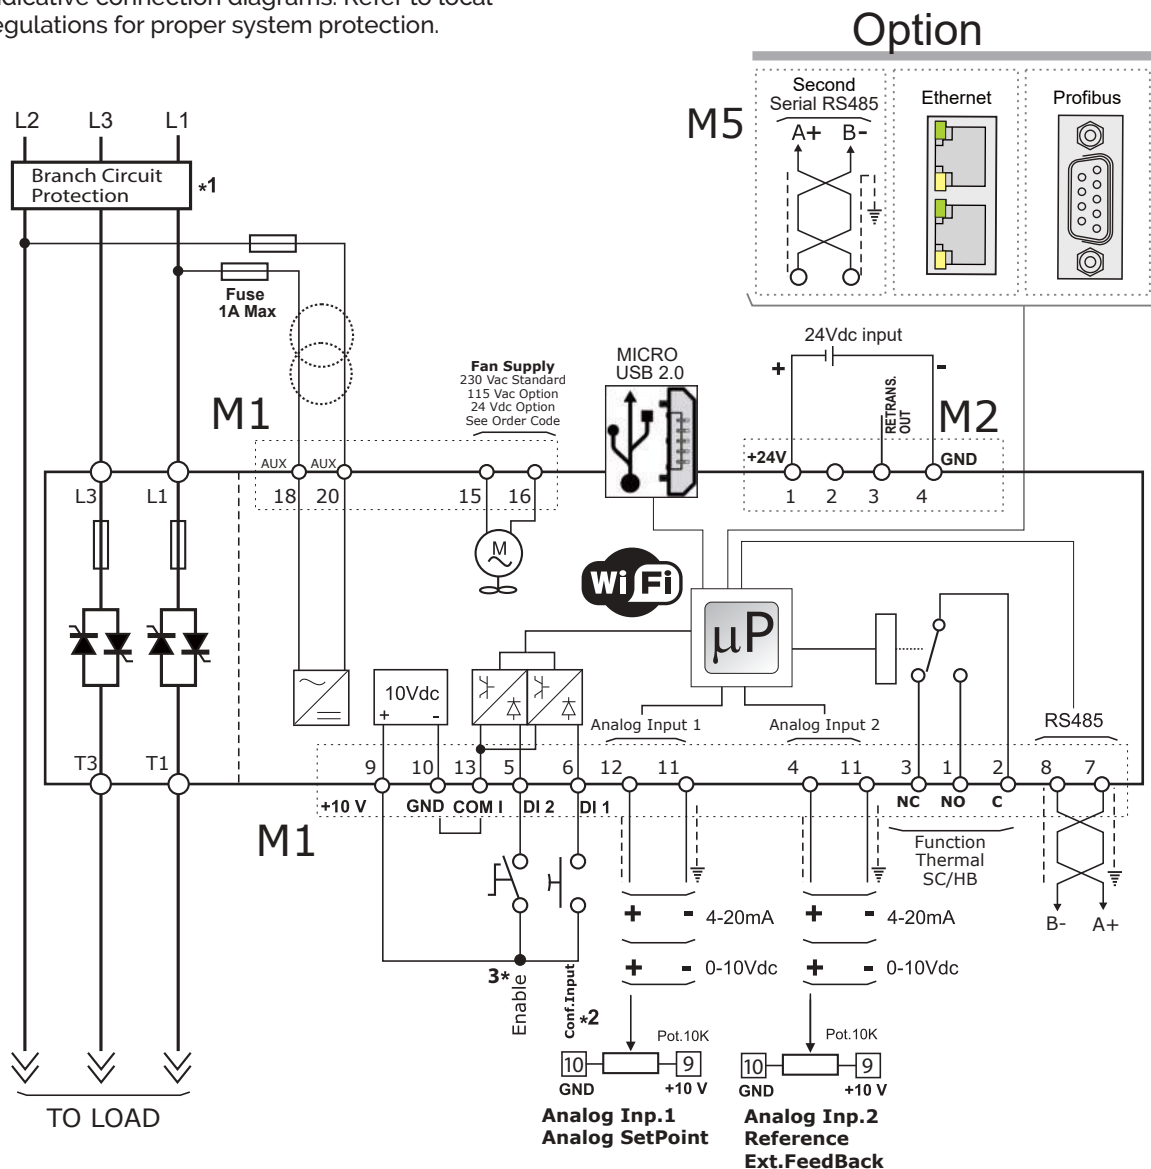 ndicative connection diagrams. Refer to local
egulations for proper system protection.
Option
M5
Second
Serial RS485
A+ B-
Ethernet
Profibus
L2 L3 L1
Branch Circuit
Protection
*1
Fuse
1A Max
M1
Fan Supply
230 Vac Standard
115 Vac Option
24 Vdc Option
See Order Code
MICRO
USB 2.0
24Vdc input
+ -
RETRANS.
OUT
M2
AUX AUX
+24V GND
L3 L1
18 20 15 16
1 2 3 4
M
WiFi
µP
10Vdc
+ -
Analog Input 1
Analog Input 2
RS485
T3 T1
9 10 13 5 6 12 11 4 11 3 1 2 8 7
+10 V GND COM I DI 2 DI 1 NC NO C
M1
Function
Thermal
SC/HB
+ - 4-20mA + - 4-20mA
B- A+
+ - 0-10Vdc + - 0-10Vdc
3*
Enable
Conf.Input
*2
Pot.10K Pot.10K
10 9 10 9
GND +10 V GND +10 V
Analog Inp.1
Analog SetPoint
Analog Inp.2
Reference
Ext.FeedBack
TO LOAD